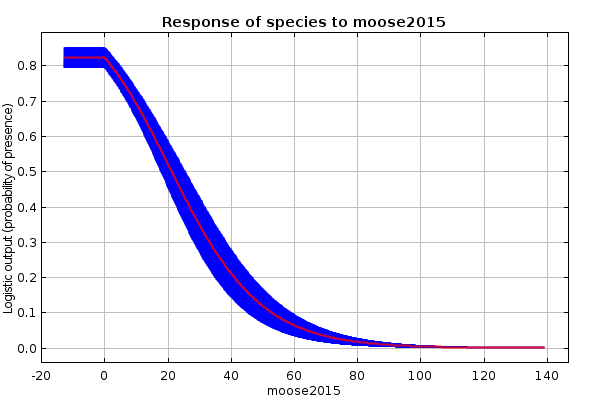 Response of species to moose2015
Logistic output (probability of presence)
0.8
0.7
0.6
0.5
0.4
0.3
0.2
0.1
0.0
-20 0 20 40 60 80 100 120 140
moose2015